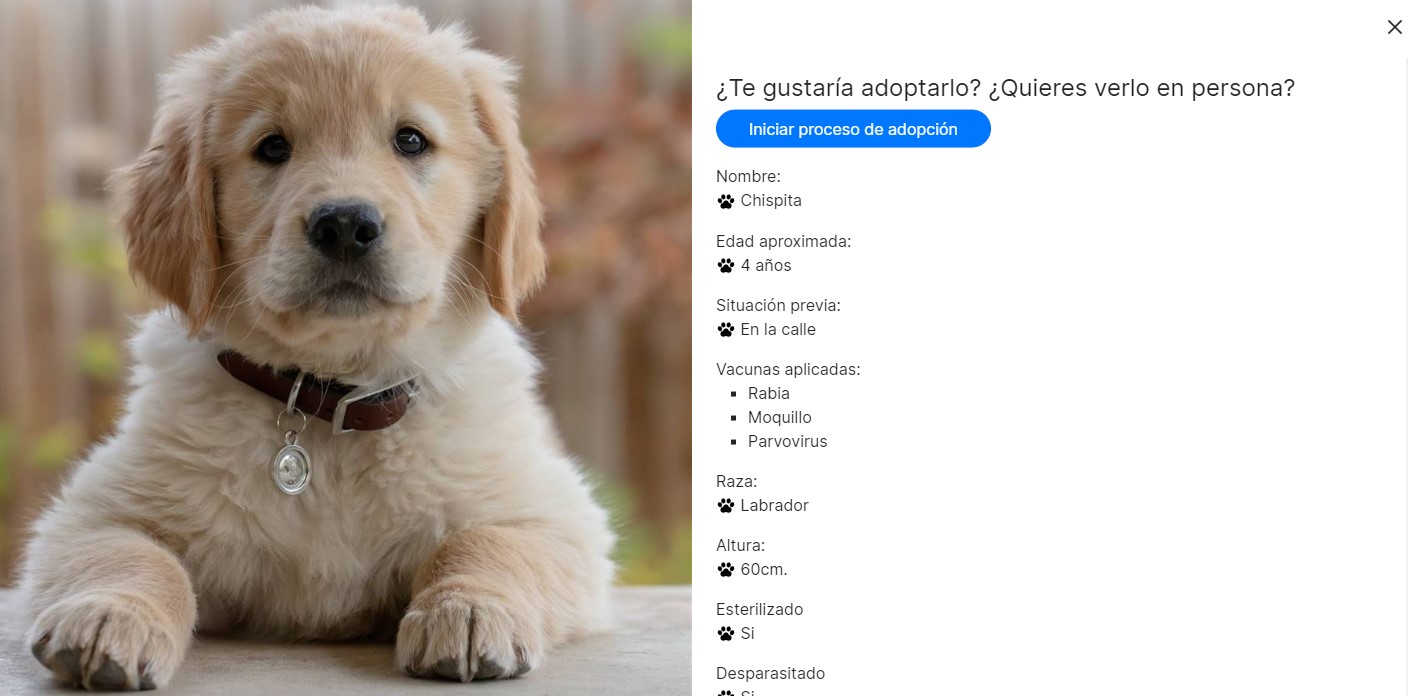 ¿Te gustaría adoptarlo? ¿Quieres verlo en persona?
Iniciar proceso de adopción
Nombre:
Chispita
Edad aproximada:
4 años
Situación previa:
En la calle
Vacunas aplicadas:
Rabia
Moquillo
Parvovirus
Raza:
Labrador
Altura:
60cm.
Esterilizado
Si
Desparasitado
Si